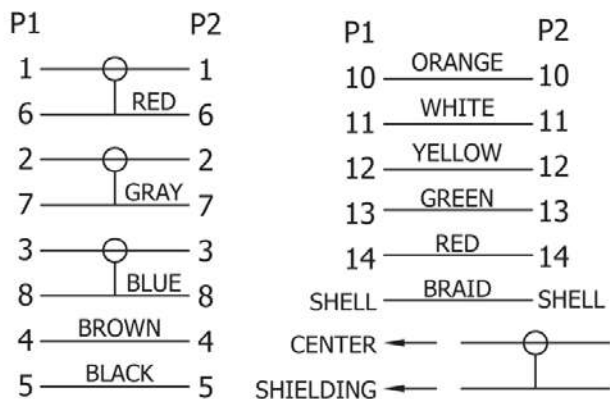 P1 P2
1 1
RED
6 6
2 2
GRAY
7 7
3 3
BLUE
8 8
4 BROWN 4
5 BLACK 5
P1 P2
10 ORANGE 10
11 WHITE 11
12 YELLOW 12
13 GREEN 13
14 RED 14
SHELL BRAID SHELL
CENTER
SHIELDING